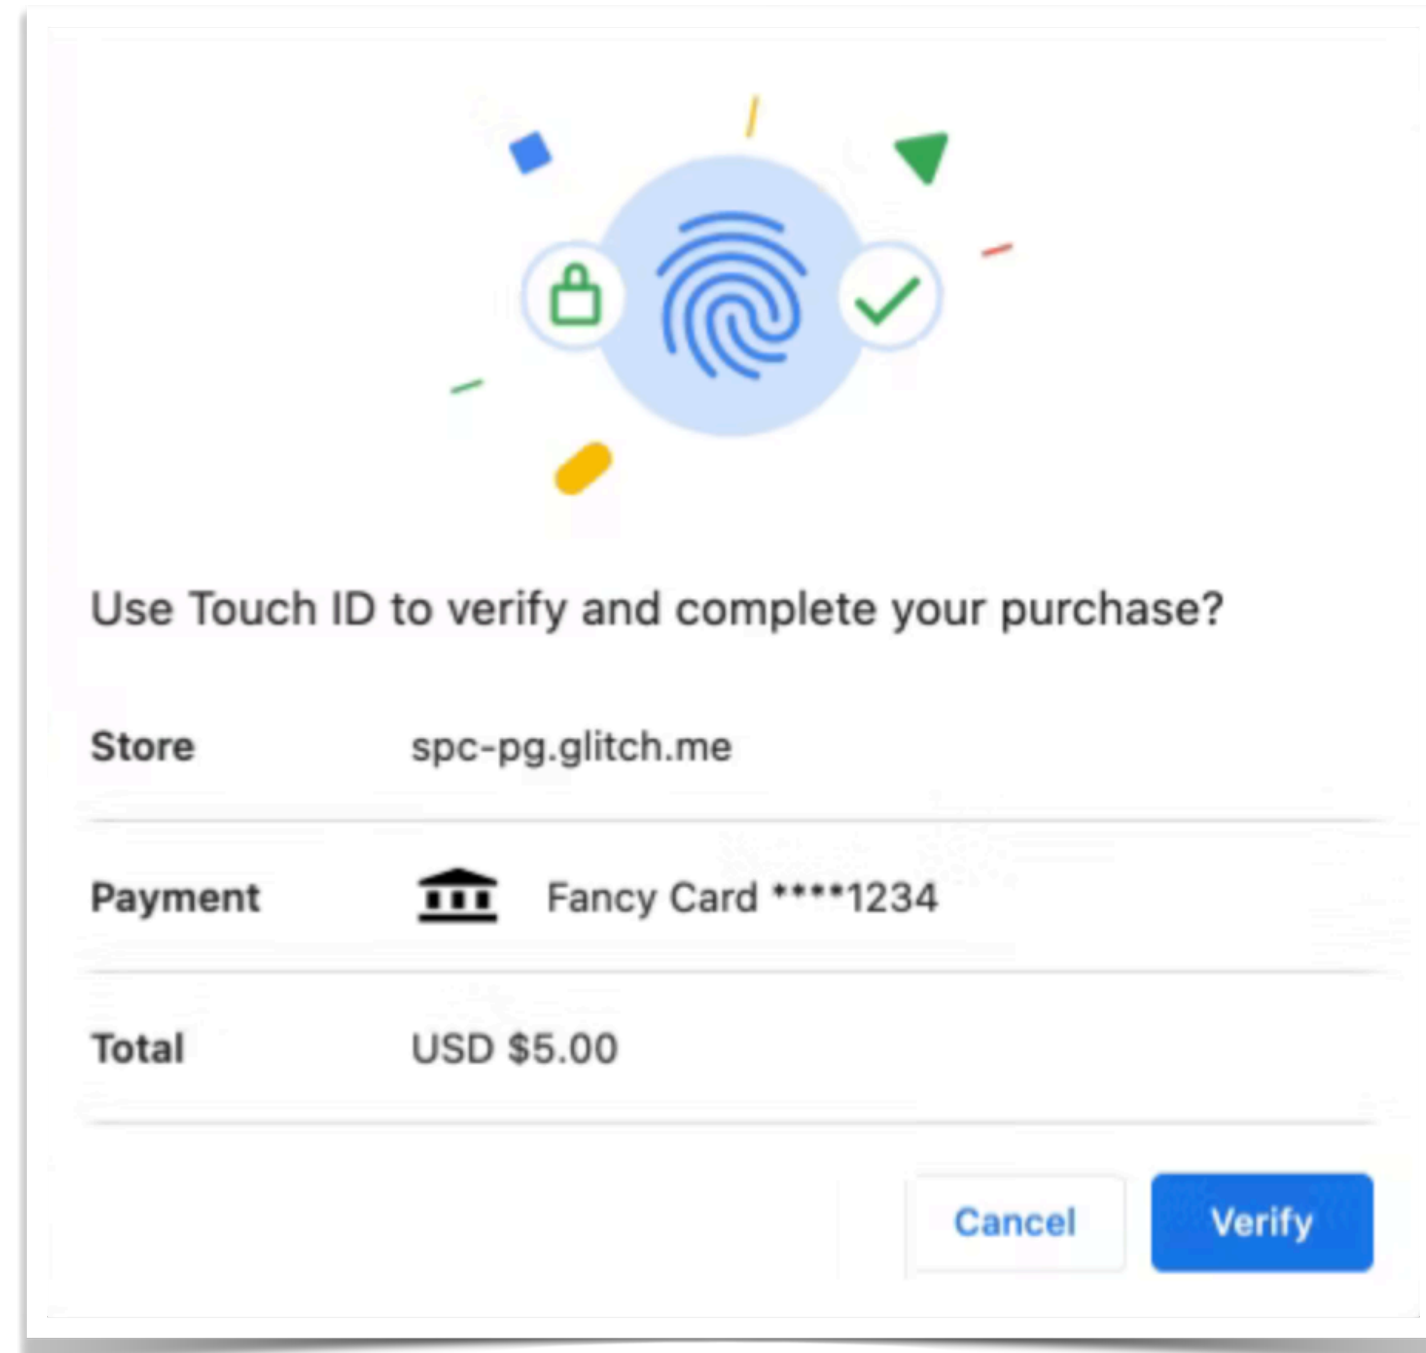 Use Touch ID to verify and complete your purchase?
Store spc-pg.glitch.me
Payment Fancy Card ****1234
Total USD $5.00
Cancel Verify